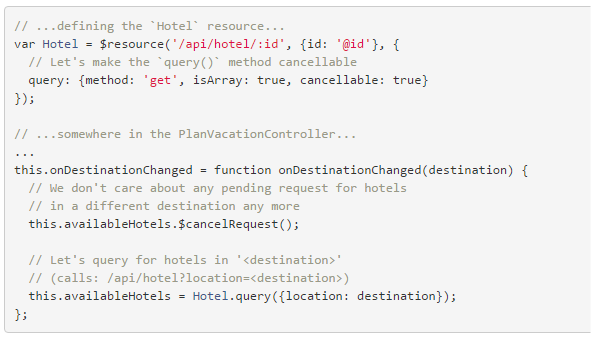 // ...defining the `Hotel` resource...
var Hotel = $resource('/api/hotel/:id', {id: '@id'}, {
  // Let's make the `query()` method cancellable
  query: {method: 'get', isArray: true, cancellable: true}
});

// ...somewhere in the PlanVacationController...
...
this.onDestinationChanged = function onDestinationChanged(destination) {
  // We don't care about any pending request for hotels
  // in a different destination any more
  this.availableHotels.$cancelRequest();

  // Let's query for hotels in '<destination>'
  // (calls: /api/hotel?location=<destination>)
  this.availableHotels = Hotel.query({location: destination});
};